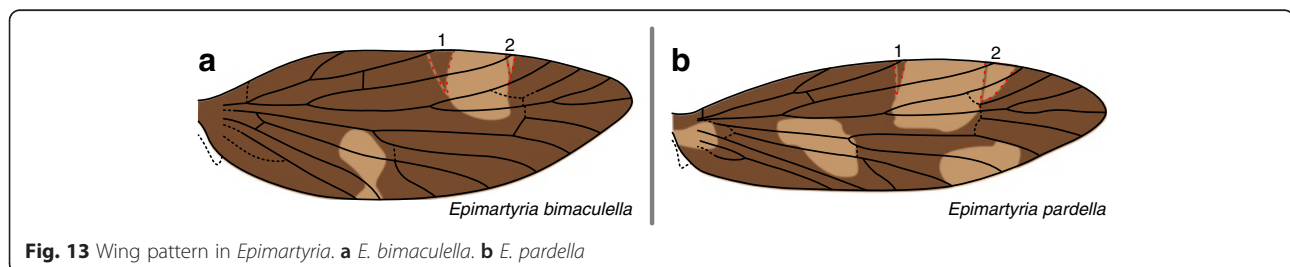 a
1 2
Epimartyria bimaculella
b
1 2
Epimartyria pardella
Fig. 13 Wing pattern in Epimartyria. a E. bimaculella. b E. pardella